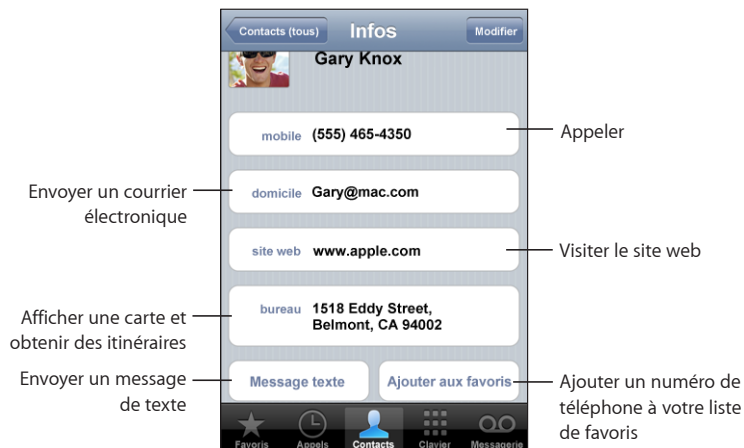 Contacts (tous)
Infos
Modifier
Gary Knox
mobile (555) 465-4350
Appeler
Envoyer un courrier
électronique
domicile Gary@mac.com
site web www.apple.com
Visiter le site web
Afficher une carte et
obtenir des itinéraires
bureau 1518 Eddy Street,
Belmont, CA 94002
Envoyer un message
de texte
Message texte
Ajouter aux favoris
Ajouter un numéro de
téléphone à votre liste
de favoris
Favoris
Appels
Contacts
Clavier
Messagerie